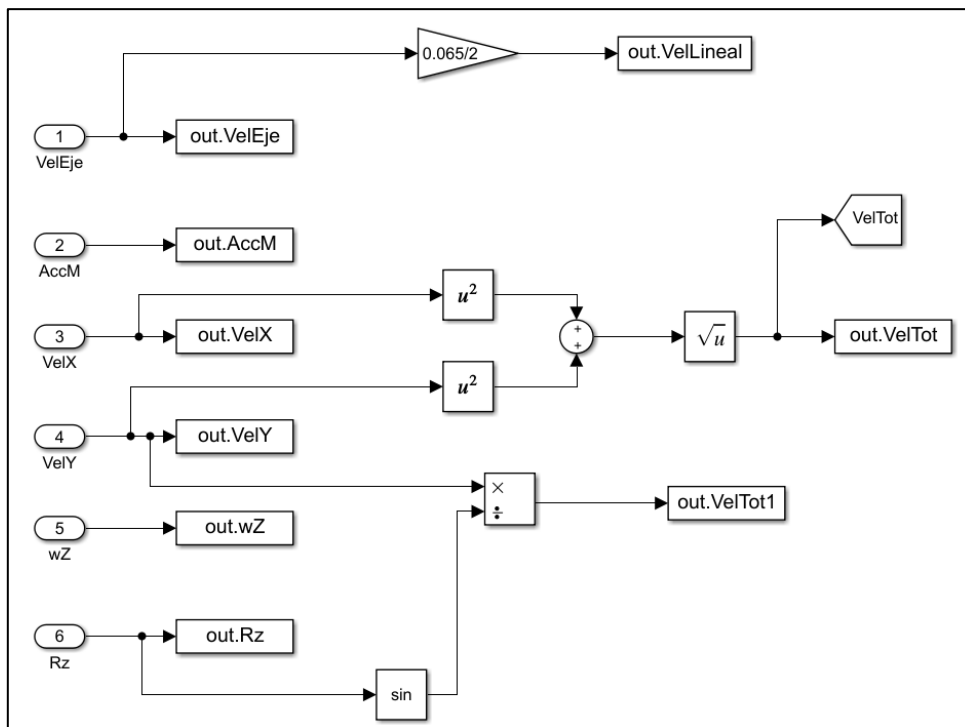 0.065/2
out.VelLineal
1
VelEje
out.VelEje
VelTot
2
AccM
out.AccM
u²
3
VelX
out.VelX
+
+
√u
out.VelTot
u²
4
VelY
out.VelY
×
÷
out.VelTot1
5
wZ
out.wZ
6
Rz
out.Rz
sin